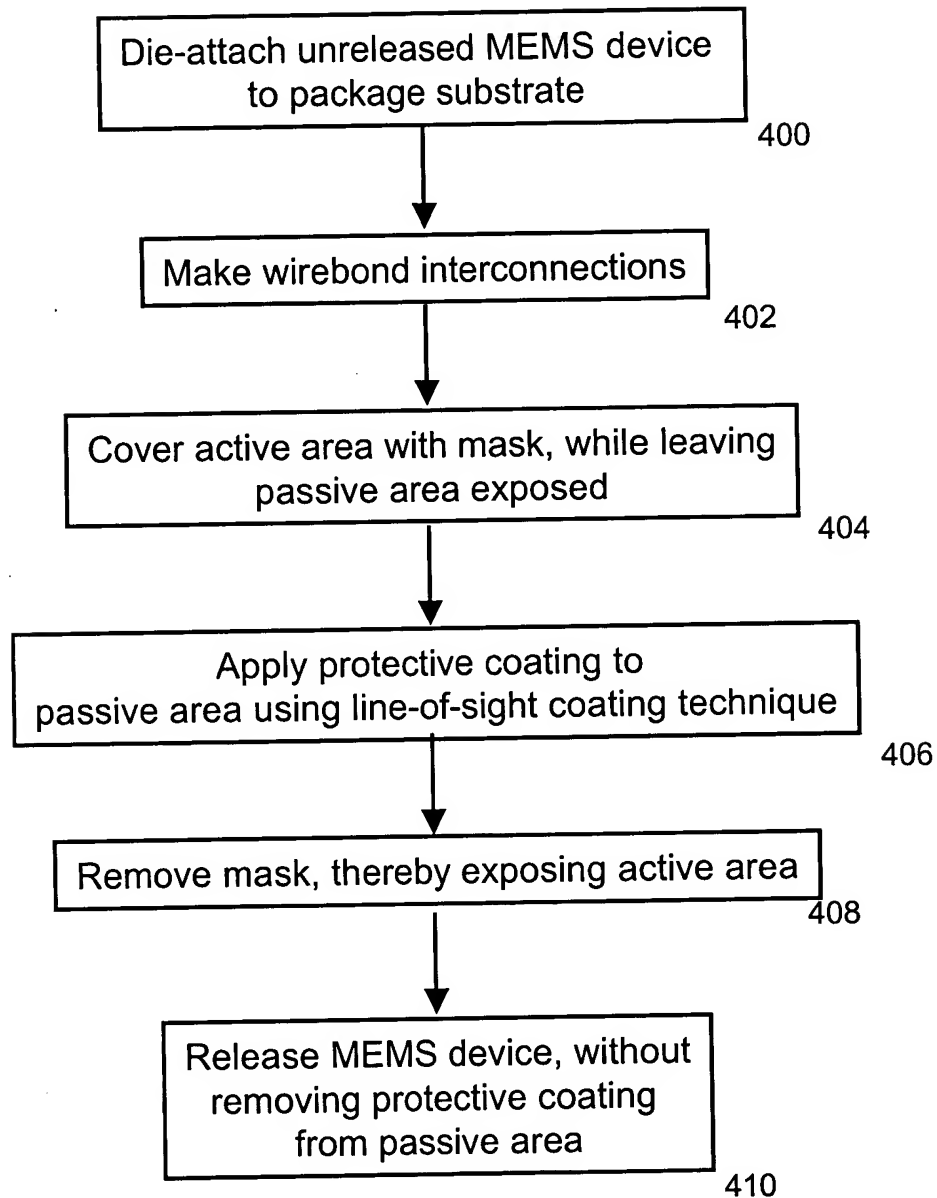 Die-attach unreleased MEMS device
to package substrate
400
Make wirebond interconnections
402
Cover active area with mask, while leaving
passive area exposed
404
Apply protective coating to
passive area using line-of-sight coating technique
406
Remove mask, thereby exposing active area
408
Release MEMS device, without
removing protective coating
from passive area
410